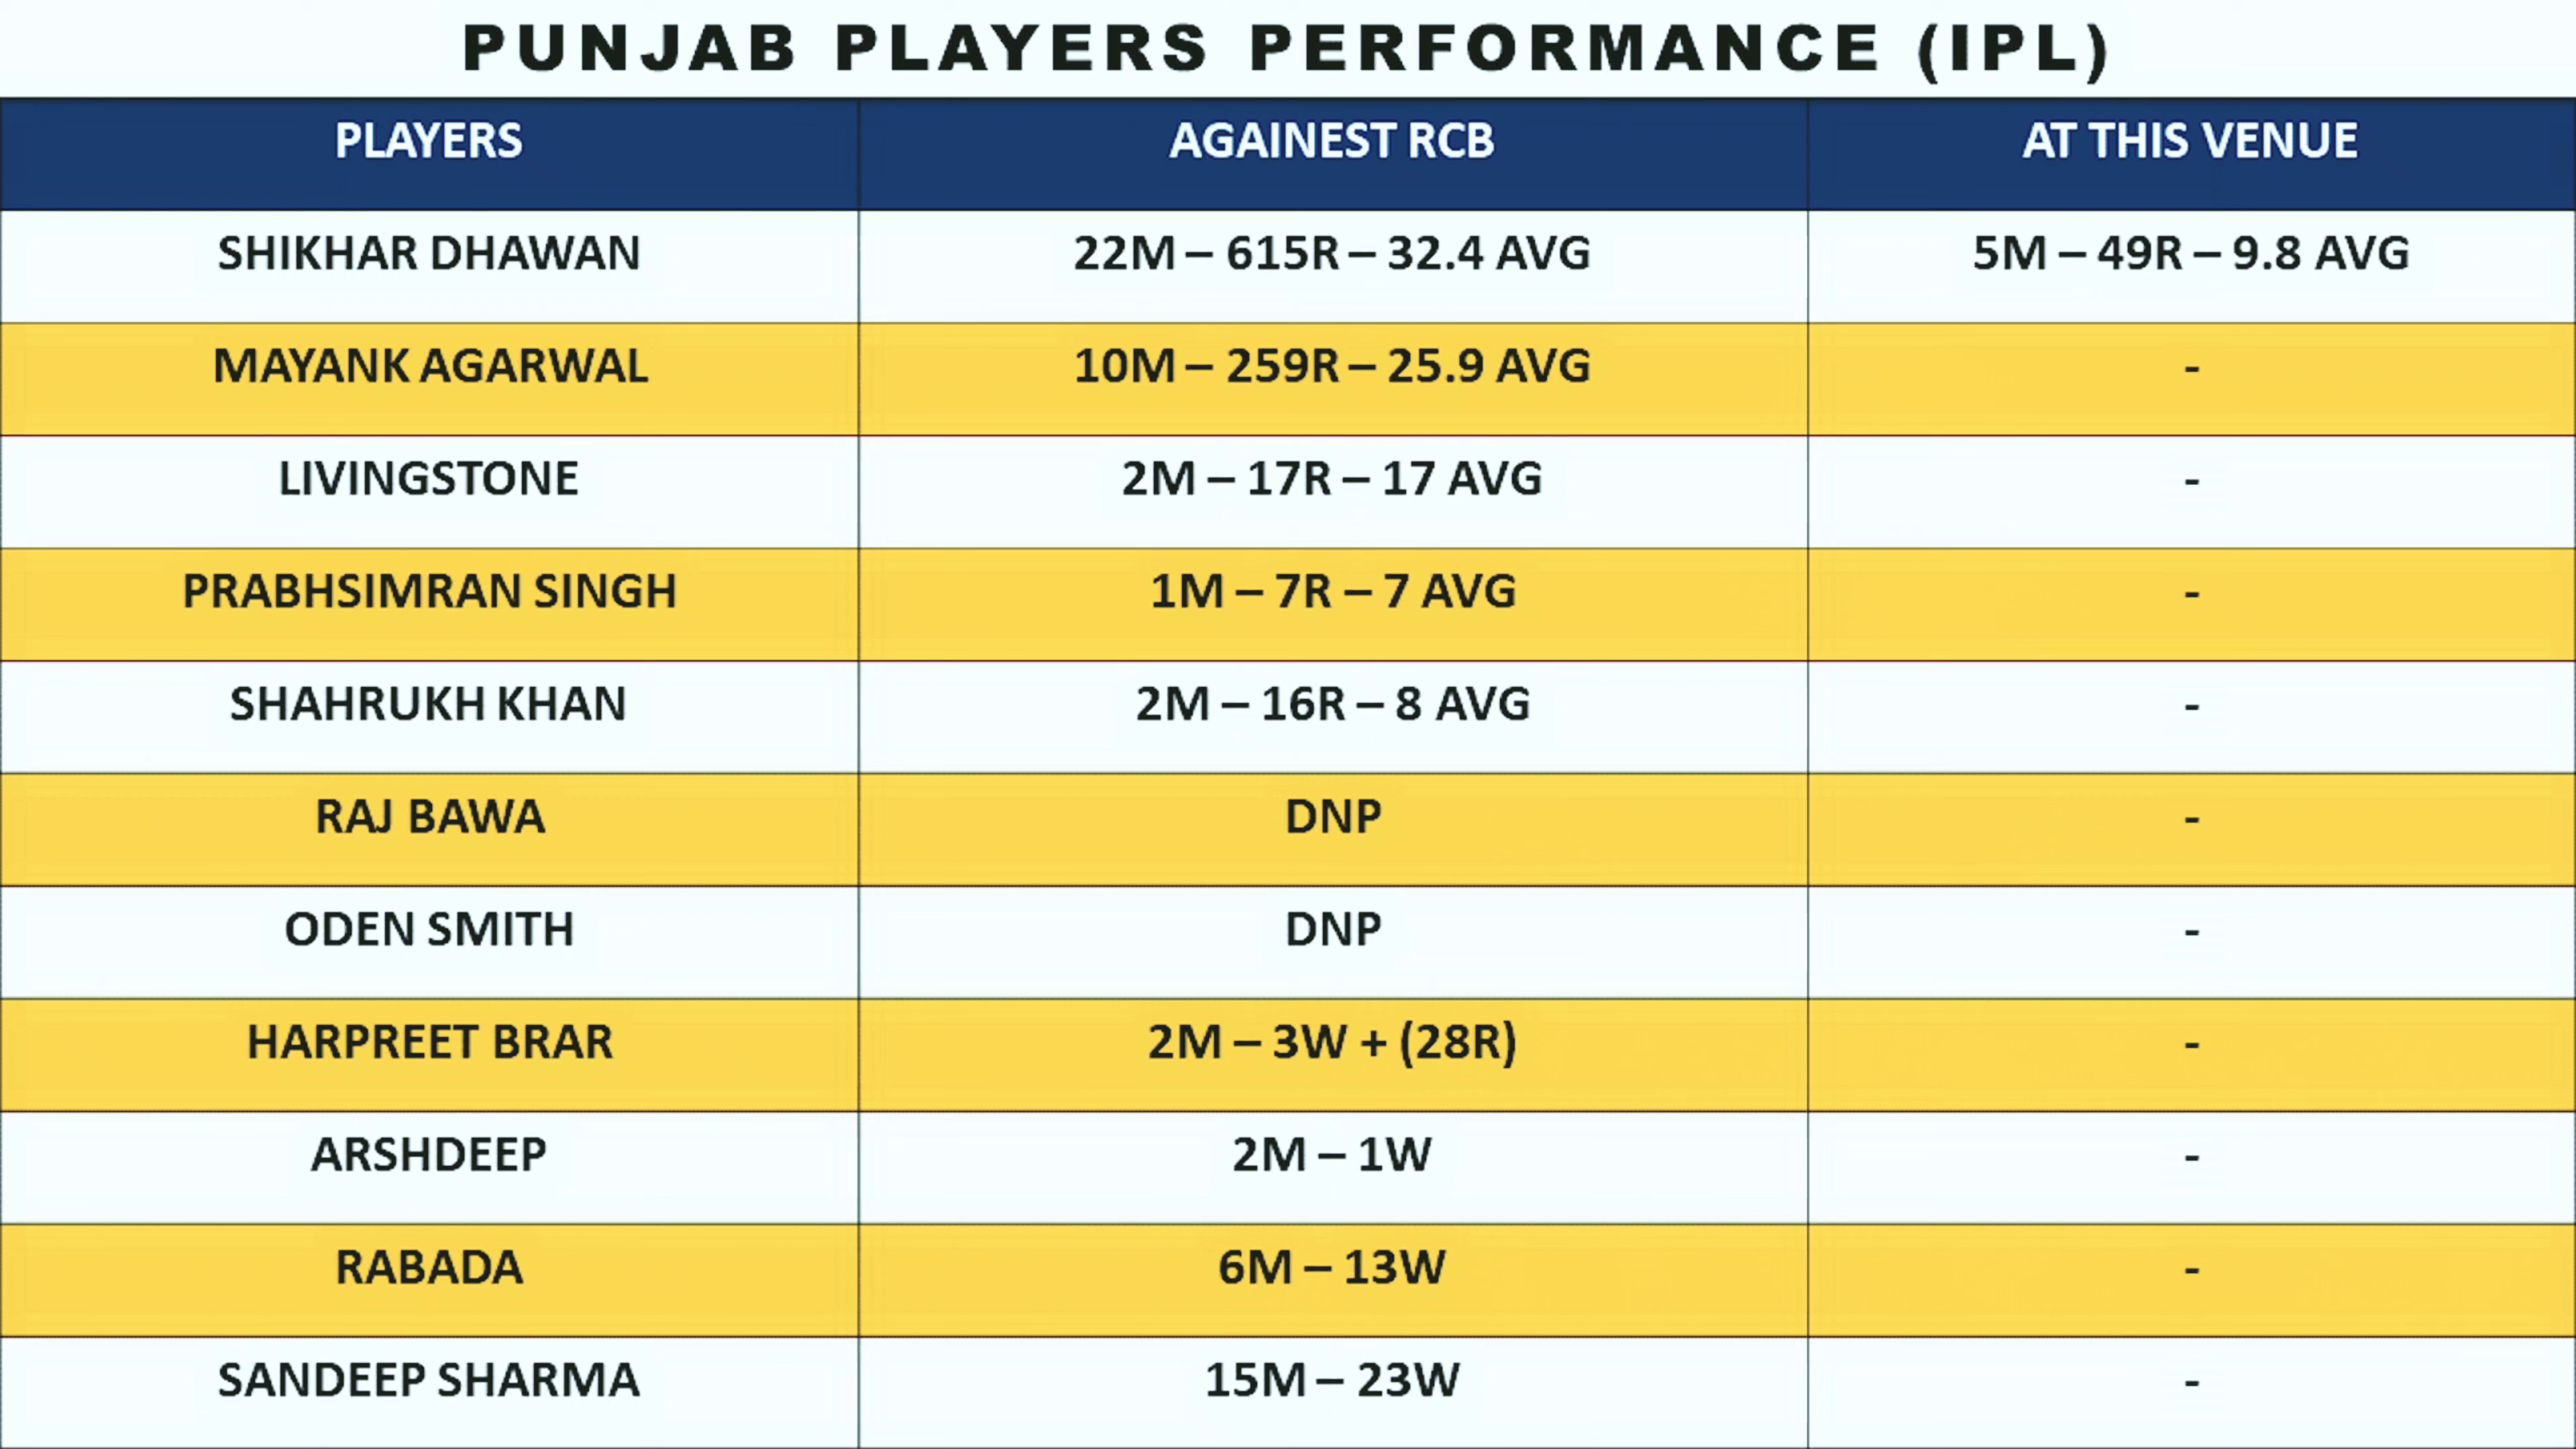 PUNJAB PLAYERS PERFORMANCE (IPL)
PLAYERS AGAINEST RCB AT THIS VENUE
SHIKHAR DHAWAN 22M – 615R – 32.4 AVG 5M – 49R – 9.8 AVG
MAYANK AGARWAL 10M – 259R – 25.9 AVG -
LIVINGSTONE 2M – 17R – 17 AVG -
PRABHSIMRAN SINGH 1M – 7R – 7 AVG -
SHAHRUKH KHAN 2M – 16R – 8 AVG -
RAJ BAWA DNP -
ODEN SMITH DNP -
HARPREET BRAR 2M – 3W + (28R) -
ARSHDEEP 2M – 1W -
RABADA 6M – 13W -
SANDEEP SHARMA 15M – 23W -